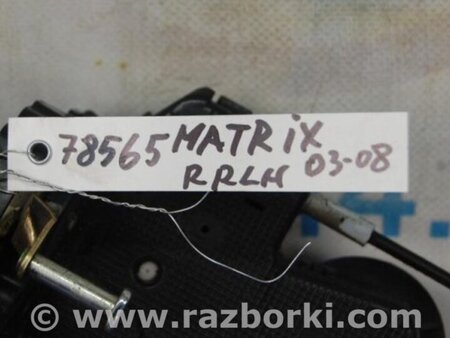 78565 MATRiX
RRLH 03-08
www.razborki.com